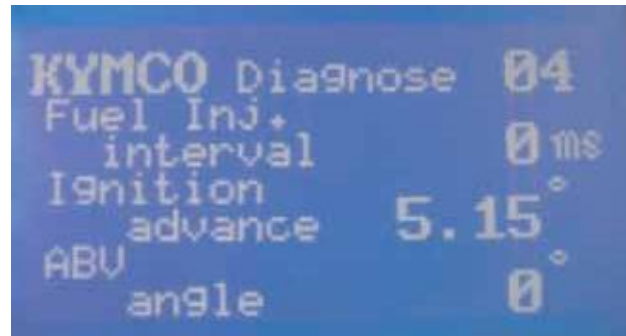 KYMCO Diagnose 04
Fuel Inj.
interval 0 ms
Ignition
advance 5.15°
ABV
angle 0°